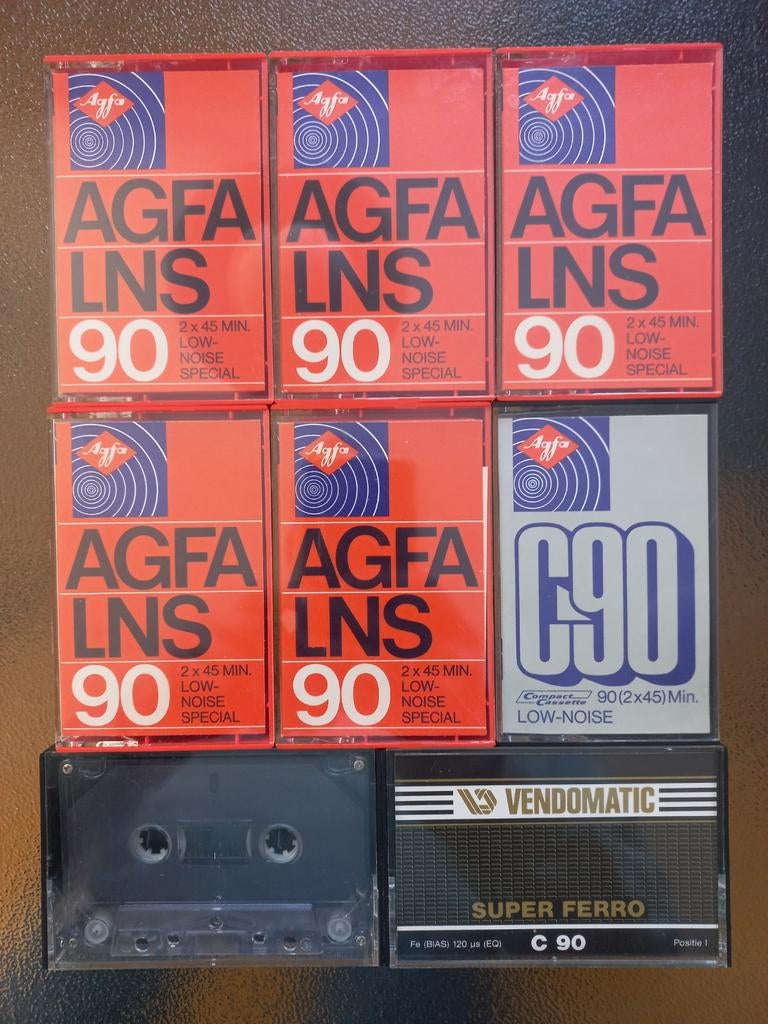 Agfa
AGFA
LNS
90
2 x 45 MIN.
LOW-
NOISE
SPECIAL
Agfa
AGFA
LNS
90
2 x 45 MIN.
LOW-
NOISE
SPECIAL
Agfa
AGFA
LNS
90
2 x 45 MIN.
LOW-
NOISE
SPECIAL
Agfa
AGFA
LNS
90
2 x 45 MIN.
LOW-
NOISE
SPECIAL
Agfa
AGFA
LNS
90
2 x 45 MIN.
LOW-
NOISE
SPECIAL
Agfa
C90
Compact
Cassette
90(2x45)Min.
LOW-NOISE
VENDOMATIC
SUPER FERRO
Fe (BIAS) 120 µs (EQ) C 90 Positie I